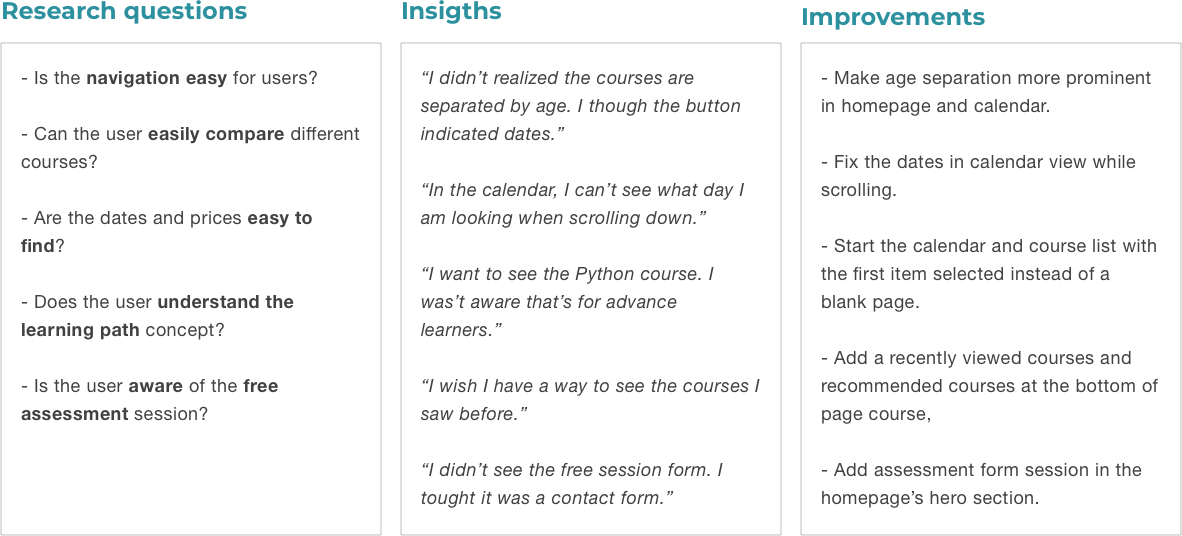 Research questions
- Is the navigation easy for users?
- Can the user easily compare different
courses?
- Are the dates and prices easy to
find?
- Does the user understand the
learning path concept?
- Is the user aware of the free
assessment session?
Insigths
“I didn’t realized the courses are
separated by age. I though the button
indicated dates.”
“In the calendar, I can’t see what day I
am looking when scrolling down.”
“I want to see the Python course. I
was’t aware that’s for advance
learners.”
“I wish I have a way to see the courses I
saw before.”
“I didn’t see the free session form. I
tought it was a contact form.”
Improvements
- Make age separation more prominent
in homepage and calendar.
- Fix the dates in calendar view while
scrolling.
- Start the calendar and course list with
the first item selected instead of a
blank page.
- Add a recently viewed courses and
recommended courses at the bottom of
page course,
- Add assessment form session in the
homepage’s hero section.